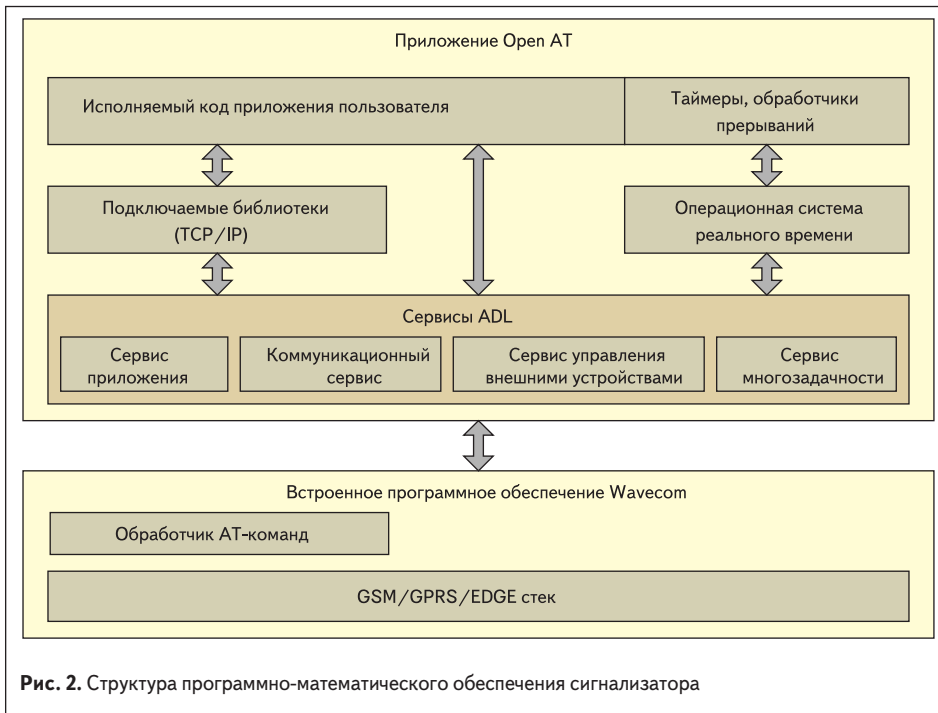 Приложение Open AT
Исполняемый код приложения пользователя
Таймеры, обработчики
прерываний
Подключаемые библиотеки
(TCP/IP)
Операционная система
реального времени
Сервисы ADL
Сервис
приложения
Коммуникационный
сервис
Сервис управления
внешними устройствами
Сервис
многозадачности
Встроенное программное обеспечение Wavecom
Обработчик АТ-команд
GSM/GPRS/EDGE стек
Рис. 2. Структура программно-математического обеспечения сигнализатора